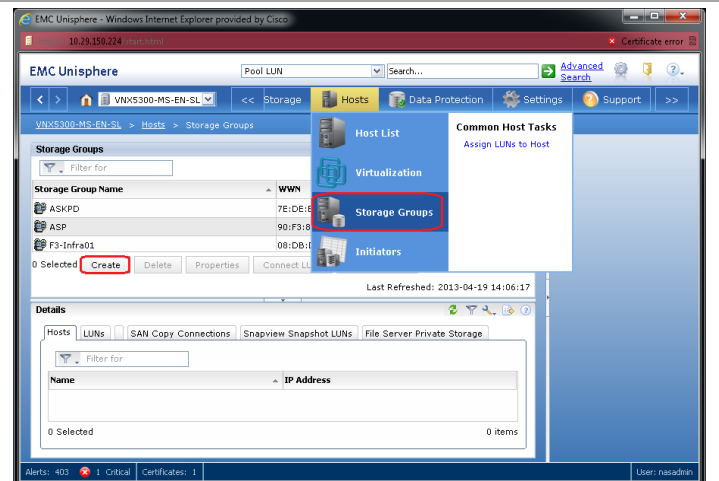 EMC Unisphere - Windows Internet Explorer provided by Cisco
10.29.150.224 /start.html Certificate error
EMC Unisphere Pool LUN Search... Advanced Search
VNX5300-MS-EN-SL << Storage Hosts Data Protection Settings Support >>
VNX5300-MS-EN-SL > Hosts > Storage Groups
Host List
Virtualization
Storage Groups
Initiators
Common Host Tasks
Assign LUNs to Host
Storage Groups
Filter for
Storage Group Name WWN
ASKPD 7E:DE:
ASP 90:F3:8
F3-Infra01 08:DB:
0 Selected Create Delete Properties Connect LU
Last Refreshed: 2013-04-19 14:06:17
Details
Hosts LUNs SAN Copy Connections Snapview Snapshot LUNs File Server Private Storage
Filter for
Name IP Address
0 Selected 0 items
Alerts: 403 1 Critical Certificates: 1 User: nasadmin